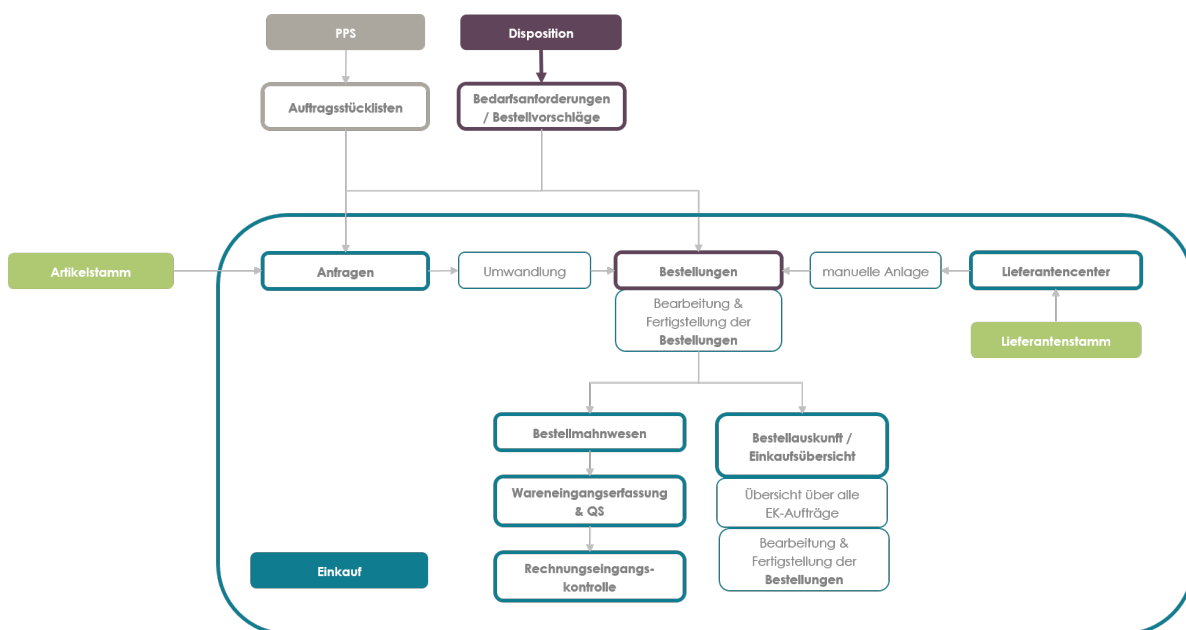 PPS
Disposition
Auftragsstücklisten
Bedarfsanforderungen
/ Bestellvorschläge
Artikelstamm
Anfragen
Umwandlung
Bestellungen
manuelle Anlage
Lieferantencenter
Bearbeitung &
Fertigstellung der
Bestellungen
Lieferantenstamm
Bestellmahnwesen
Bestellauskunft /
Einkaufsübersicht
Wareneingangserfassung
& QS
Übersicht über alle
EK-Aufträge
Rechnungseingangs-
kontrolle
Bearbeitung &
Fertigstellung der
Bestellungen
Einkauf